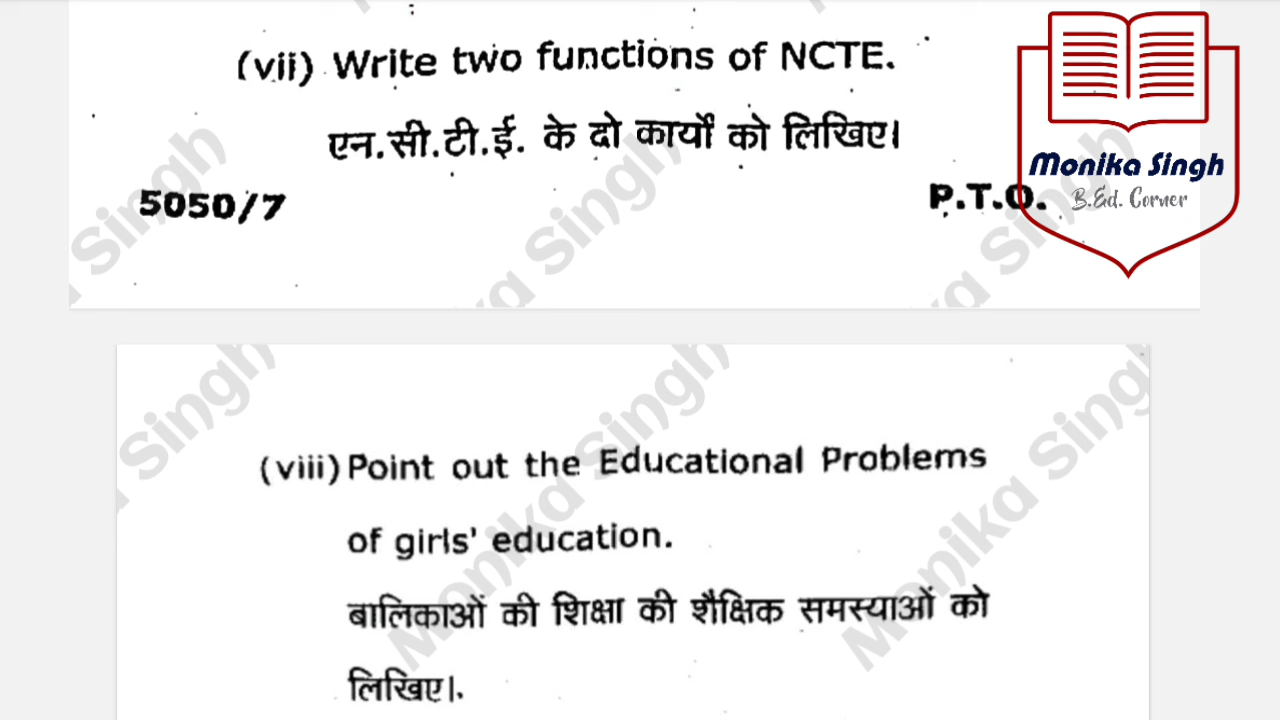 (vii) Write two functions of NCTE.
एन.सी.टी.ई. के दो कार्यों को लिखिए।
5050/7
P.T.O.
Monika Singh
B.Ed. Corner
(viii) Point out the Educational Problems
of girls' education.
बालिकाओं की शिक्षा की शैक्षिक समस्याओं को
लिखिए।